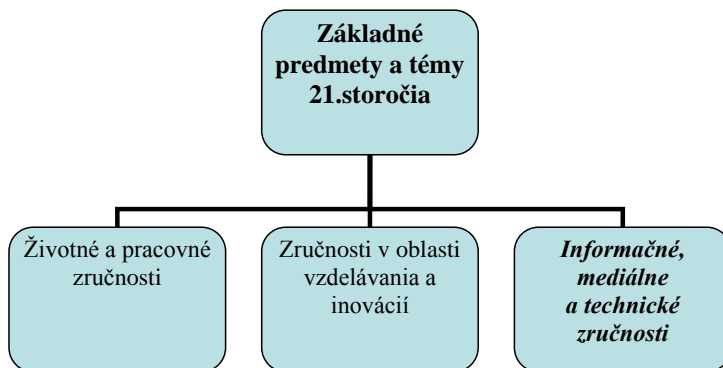 Základné
predmety a témy
21.storočia
Životné a pracovné
zručnosti
Zručnosti v oblasti
vzdelávania a
inovácií
Informačné,
mediálne
a technické
zručnosti